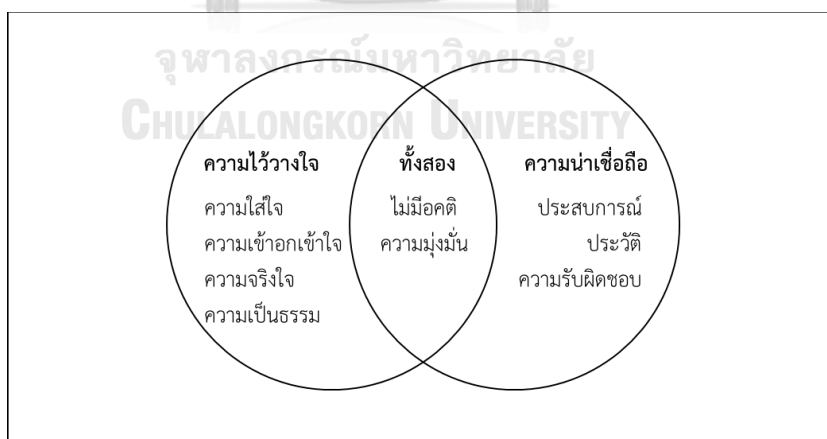 จุฬาลงกรณ์มหาวิทยาลัย
CHULALONGKORN UNIVERSITY
ความไว้วางใจ
ความใส่ใจ
ความเข้าอกเข้าใจ
ความจริงใจ
ความเป็นธรรม
ทั้งสอง
ไม่มีอคติ
ความมุ่งมั่น
ความน่าเชื่อถือ
ประสบการณ์
ประวัติ
ความรับผิดชอบ